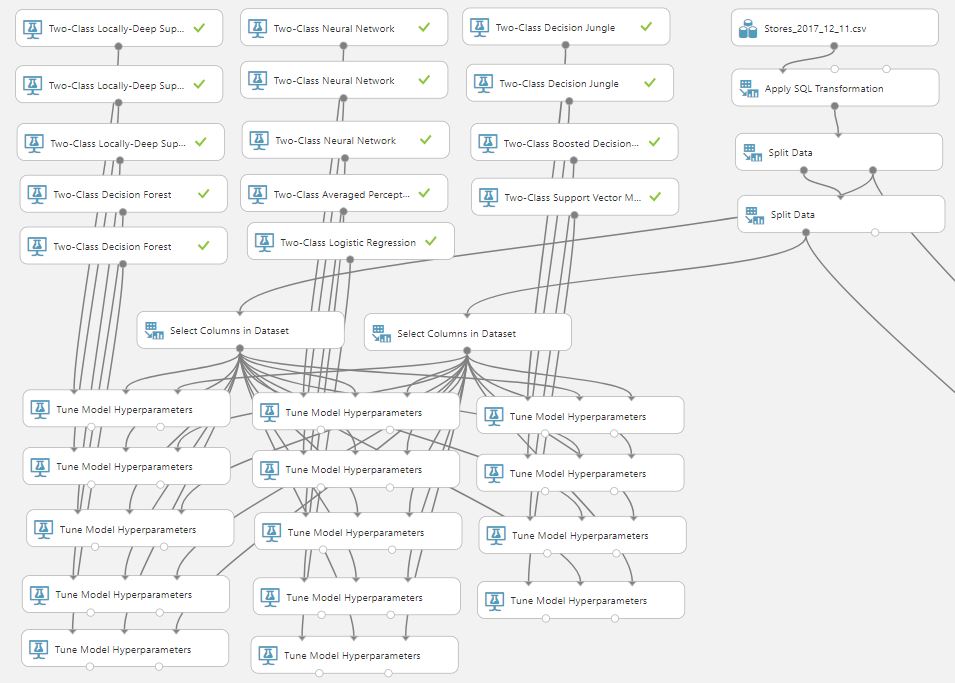 Two-Class Locally-Deep Sup...
Two-Class Neural Network
Two-Class Decision Jungle
Stores_2017_12_11.csv
Two-Class Locally-Deep Sup...
Two-Class Neural Network
Two-Class Decision Jungle
Apply SQL Transformation
Two-Class Locally-Deep Sup...
Two-Class Neural Network
Two-Class Boosted Decision...
Split Data
Two-Class Decision Forest
Two-Class Averaged Percept...
Two-Class Support Vector M...
Split Data
Two-Class Decision Forest
Two-Class Logistic Regression
Select Columns in Dataset
Select Columns in Dataset
Tune Model Hyperparameters
Tune Model Hyperparameters
Tune Model Hyperparameters
Tune Model Hyperparameters
Tune Model Hyperparameters
Tune Model Hyperparameters
Tune Model Hyperparameters
Tune Model Hyperparameters
Tune Model Hyperparameters
Tune Model Hyperparameters
Tune Model Hyperparameters
Tune Model Hyperparameters
Tune Model Hyperparameters
Tune Model Hyperparameters